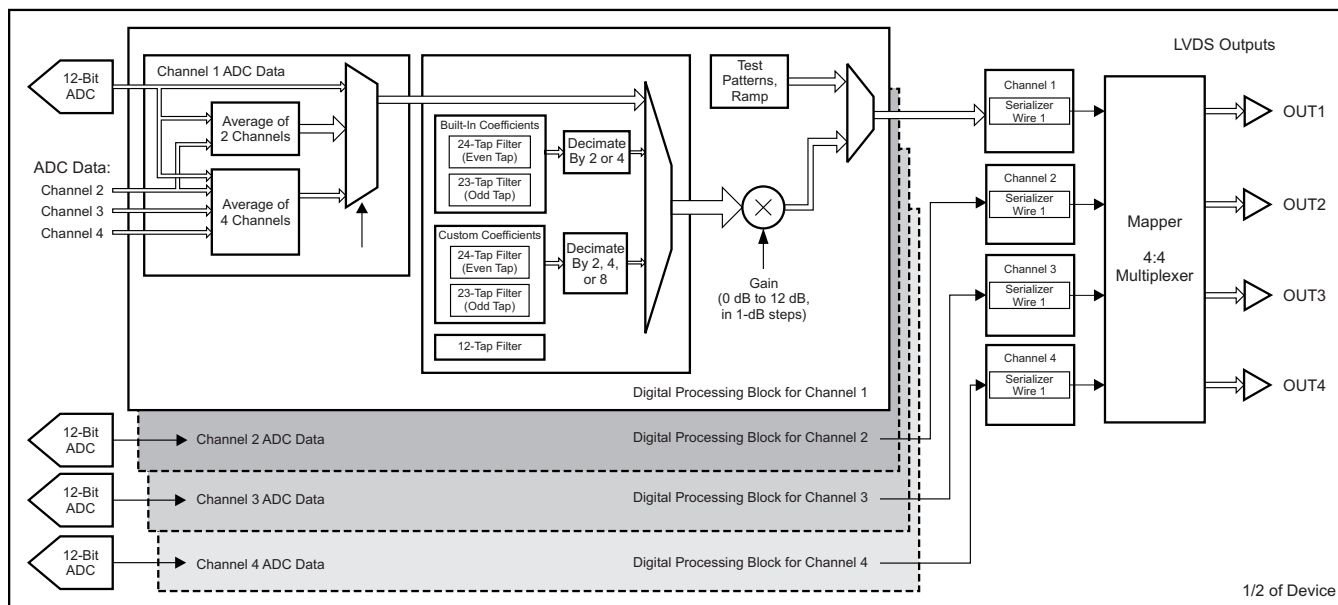 12-Bit
ADC
Channel 1 ADC Data
Average of
2 Channels
ADC Data:
Channel 2
Channel 3
Channel 4
Average of
4 Channels
Built-In Coefficients
24-Tap Filter
(Even Tap)
23-Tap Tilter
(Odd Tap)
Decimate
By 2 or 4
Custom Coefficients
24-Tap Filter
(Even Tap)
23-Tap Filter
(Odd Tap)
Decimate
By 2, 4,
or 8
12-Tap Filter
Test
Patterns,
Ramp
Gain
(0 dB to 12 dB,
in 1-dB steps)
Digital Processing Block for Channel 1
12-Bit
ADC
Channel 2 ADC Data
Digital Processing Block for Channel 2
12-Bit
ADC
Channel 3 ADC Data
Digital Processing Block for Channel 3
12-Bit
ADC
Channel 4 ADC Data
Digital Processing Block for Channel 4
LVDS Outputs
Channel 1
Serializer
Wire 1
Channel 2
Serializer
Wire 1
Channel 3
Serializer
Wire 1
Channel 4
Serializer
Wire 1
Mapper
4:4
Multiplexer
OUT1
OUT2
OUT3
OUT4
1/2 of Device